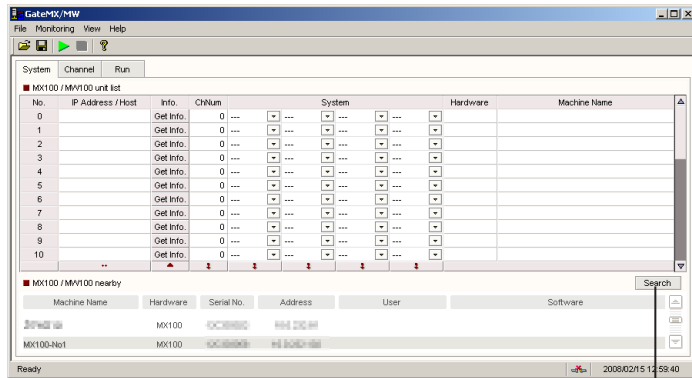 GateMX/MW
File Monitoring View Help
System Channel Run
MX100 / MW100 unit list
No. IP Address / Host Info. ChNum System Hardware Machine Name
0 Get Info. 0 --- --- --- ---
1 Get Info. 0 --- --- --- ---
2 Get Info. 0 --- --- --- ---
3 Get Info. 0 --- --- --- ---
4 Get Info. 0 --- --- --- ---
5 Get Info. 0 --- --- --- ---
6 Get Info. 0 --- --- --- ---
7 Get Info. 0 --- --- --- ---
8 Get Info. 0 --- --- --- ---
9 Get Info. 0 --- --- --- ---
10 Get Info. 0 --- --- --- ---
MX100 / MW100 nearby Search
Machine Name Hardware Serial No. Address User Software
MX100
MX100-No1 MX100
Ready 2008/02/15 12:59:40